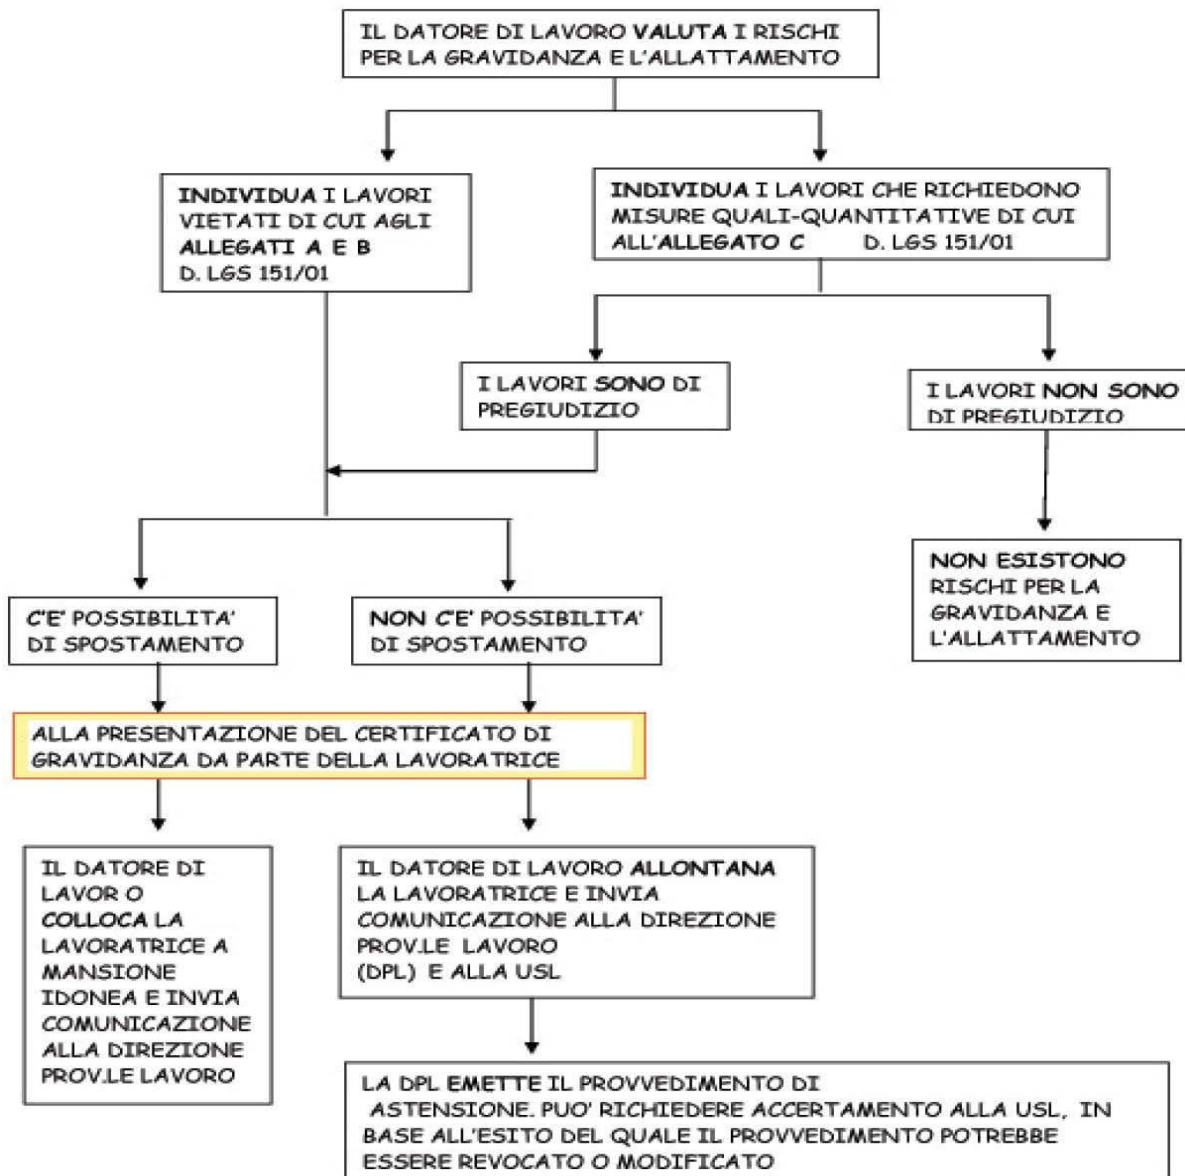 IL DATORE DI LAVORO VALUTA I RISCHI
PER LA GRAVIDANZA E L'ALLATTAMENTO
INDIVIDUA I LAVORI
VIETATI DI CUI AGLI
ALLEGATI A E B
D. LGS 151/01
INDIVIDUA I LAVORI CHE RICHIEDONO
MISURE QUALI-QUANTITATIVE DI CUI
ALL'ALLEGATO C D. LGS 151/01
I LAVORI SONO DI
PREGIUDIZIO
I LAVORI NON SONO
DI PREGIUDIZIO
NON ESISTONO
RISCHI PER LA
GRAVIDANZA E
L'ALLATTAMENTO
C'E' POSSIBILITA'
DI SPOSTAMENTO
NON C'E' POSSIBILITA'
DI SPOSTAMENTO
ALLA PRESENTAZIONE DEL CERTIFICATO DI
GRAVIDANZA DA PARTE DELLA LAVORATRICE
IL DATORE DI
LAVOR O
COLLOCA LA
LAVORATRICE A
MANSIONE
IDONEA E INVIA
COMUNICAZIONE
ALLA DIREZIONE
PROV.LE LAVORO
IL DATORE DI LAVORO ALLONTANA
LA LAVORATRICE E INVIA
COMUNICAZIONE ALLA DIREZIONE
PROV.LE LAVORO
(DPL) E ALLA USL
LA DPL EMETTE IL PROVVEDIMENTO DI
ASTENSIONE. PUO' RICHIEDERE ACCERTAMENTO ALLA USL, IN
BASE ALL'ESITO DEL QUALE IL PROVVEDIMENTO POTREBBE
ESSERE REVOCATO O MODIFICATO